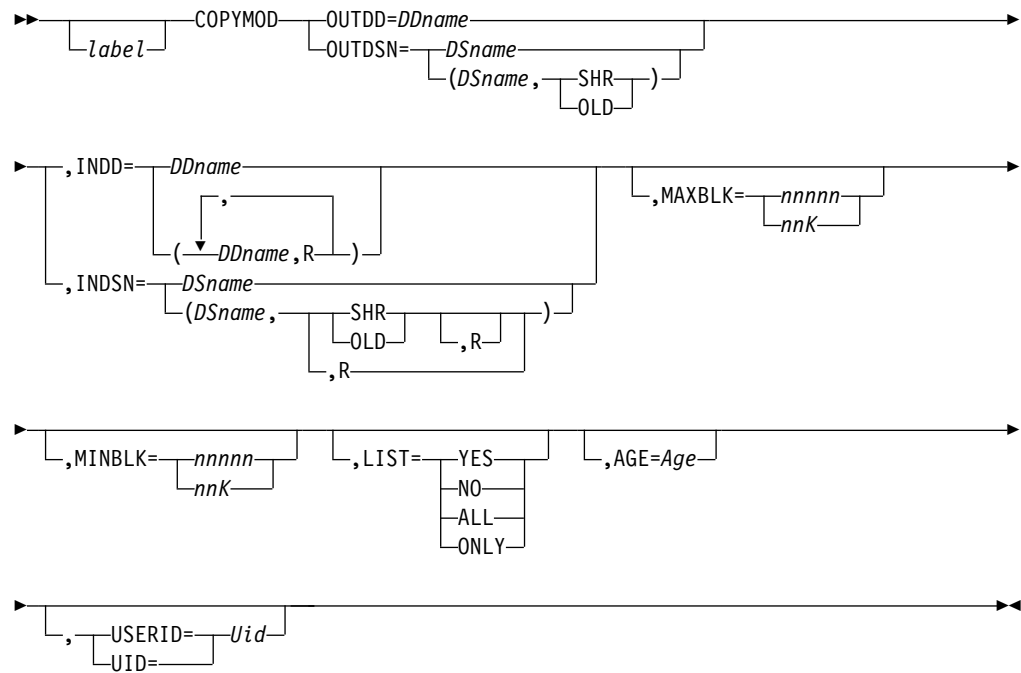 COPYMOD OUTDD=DDname
label OUTDSN= DSname
(DSname, SHR )
OLD
,INDD= DDname
,MAXBLK= nnnnn
, nnK
( DDname,R )
,INDSN= DSname
(DSname, SHR )
OLD ,R
,R
,MINBLK= nnnnn ,LIST= YES ,AGE=Age
nnK NO
ALL
ONLY
, USERID= Uid
UID=